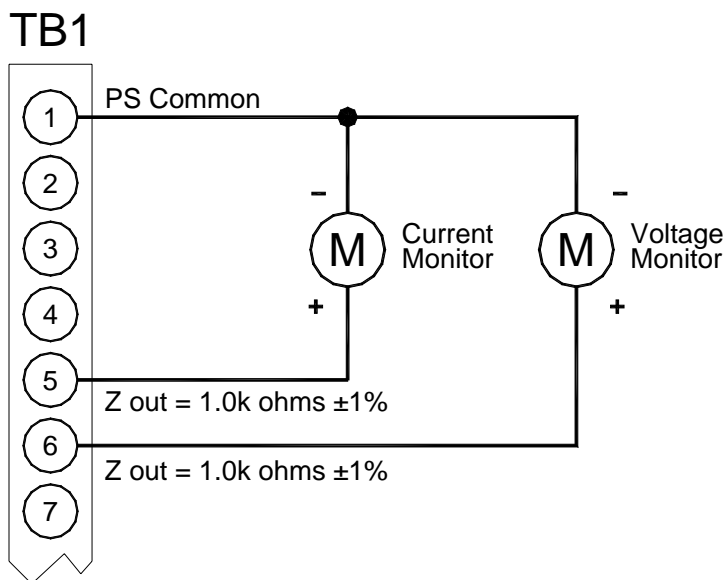 TB1
1
PS Common
2
–
–
3
M
Current
Monitor
M
Voltage
Monitor
4
+
+
5
Z out = 1.0k ohms ±1%
6
Z out = 1.0k ohms ±1%
7